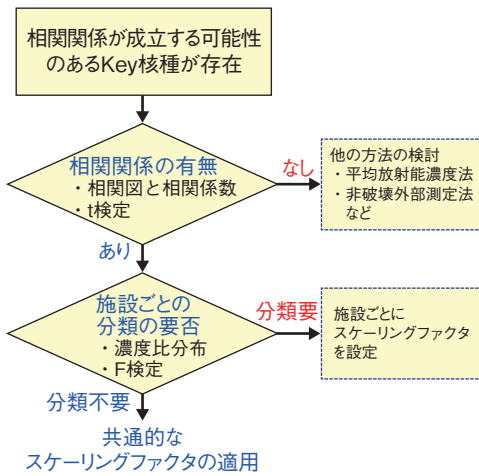 相関関係が成立する可能性
のあるKey核種が存在
相関関係の有無
・相関図と相関係数
・t検定
なし
他の方法の検討
・平均放射能濃度法
・非破壊外部測定法
など
あり
施設ごとの
分類の要否
・濃度比分布
・F検定
分類要
施設ごとに
スケーリングファクタ
を設定
分類不要
共通的な
スケーリングファクタの適用